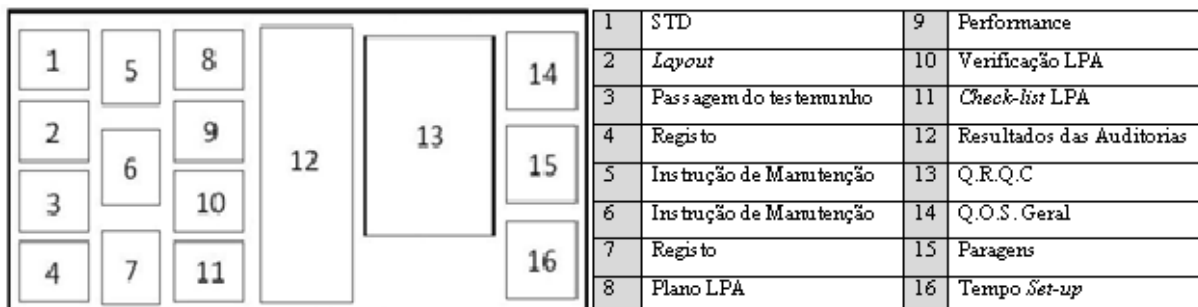 1 5 8 14
2 9 12 13
6 15
3 10
4 7 11 16
1 STD 9 Performance
2 Layout 10 Verificação LPA
3 Passagem do testemunho 11 Check-list LPA
4 Registo 12 Resultados das Auditorias
5 Instrução de Manutenção 13 Q.R.Q.C
6 Instrução de Manutenção 14 Q.O.S. Geral
7 Registo 15 Paragens
8 Plano LPA 16 Tempo Set-up